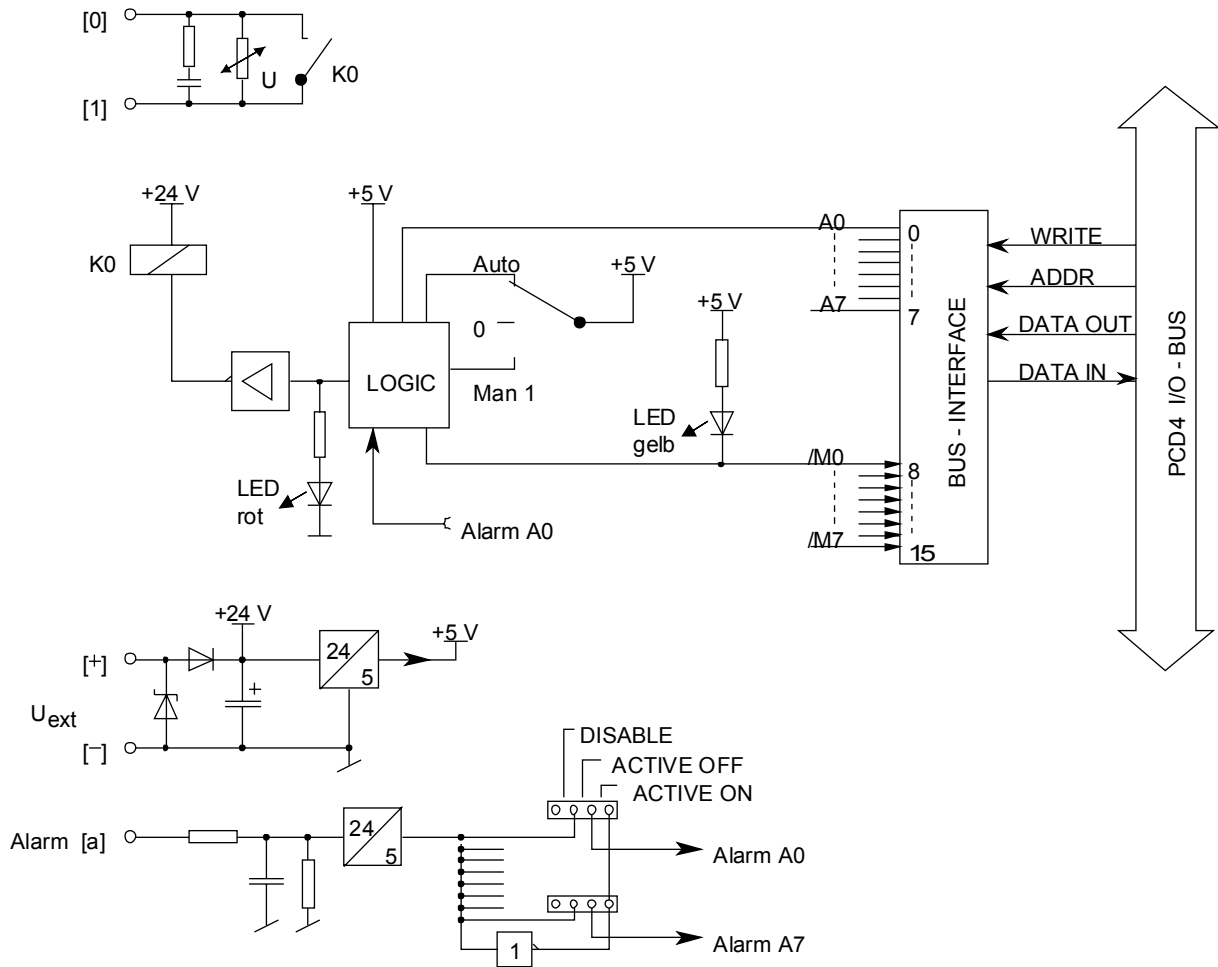 [0]
U
K0
[1]
+24 V
K0
+5 V
LOGIC
Auto
0
Man 1
+5 V
LED
rot
Alarm A0
+5 V
LED
gelb
A0
A7
/M0
/M7
0
7
8
15
BUS - INTERFACE
WRITE
ADDR
DATA OUT
DATA IN
PCD4 I/O - BUS
+24 V
[+]
Uext
[−]
+
24
5
+5 V
DISABLE
ACTIVE OFF
ACTIVE ON
Alarm [a]
24
5
Alarm A0
1
Alarm A7